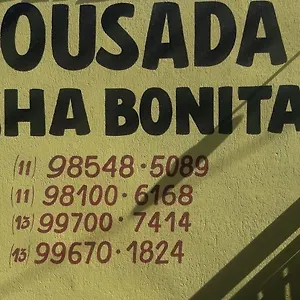 OUSADA
HA BONITA
(11) 98548·5089
(11) 98100·6168
(13) 99700·7414
(13) 99670·1824